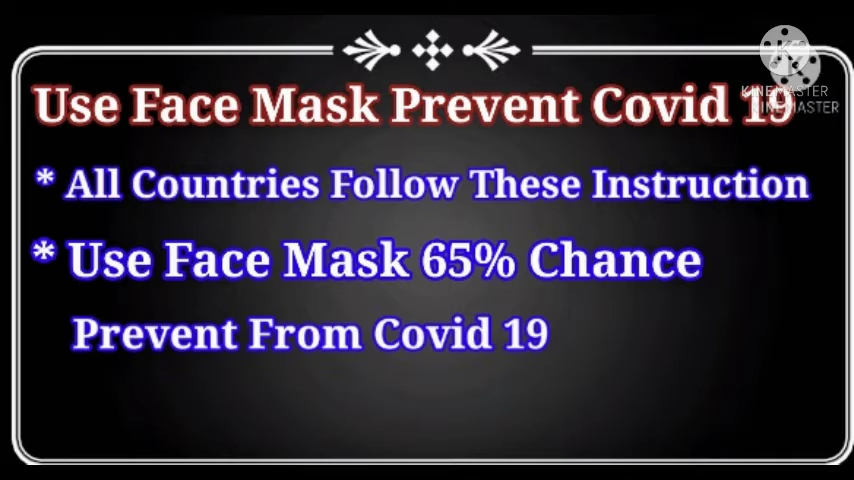 Use Face Mask Prevent Covid 19
KINEMASTER
KINEMASTER
* All Countries Follow These Instruction
* Use Face Mask 65% Chance
Prevent From Covid 19